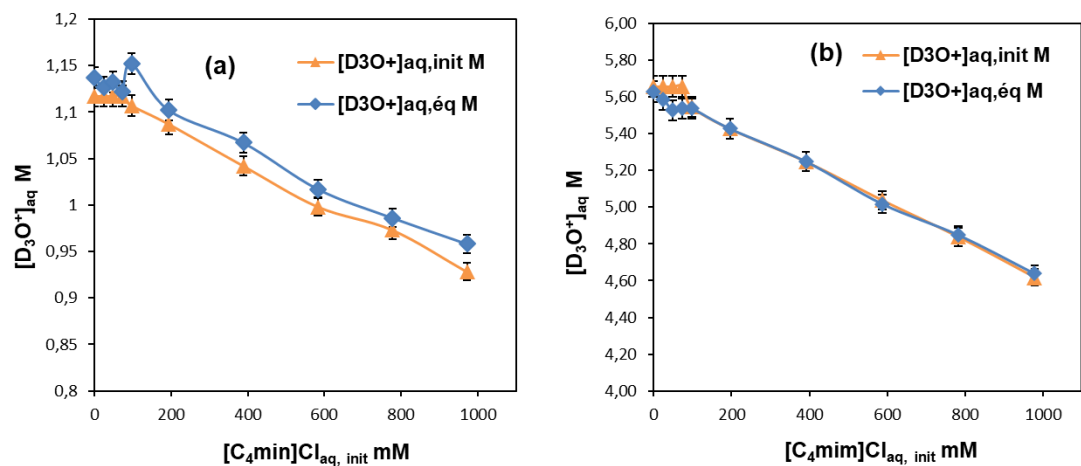 1,2
1,15
1,1
1,05
1
0,95
0,9
0,85
0,8
0 200 400 600 800 1000
[D₃O⁺]aq M
[C₄min]Claq, init mM
(a)
[D3O+]aq,init M
[D3O+]aq,éq M
6,00
5,80
5,60
5,40
5,20
5,00
4,80
4,60
4,40
4,20
4,00
0 200 400 600 800 1000
[D₃O⁺]aq M
[C₄mim]Claq, init mM
(b)
[D3O+]aq,init M
[D3O+]aq,éq M